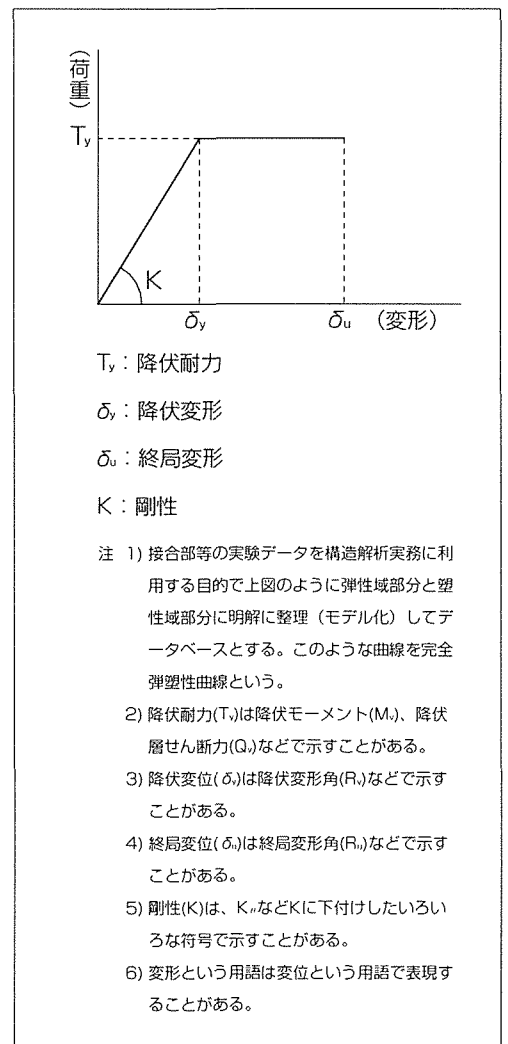 （荷重）
Ty
K
δy
δu （変形）
Ty：降伏耐力
δy：降伏変形
δu：終局変形
K：剛性
注 1) 接合部等の実験データを構造解析実務に利
用する目的で上図のように弾性域部分と塑
性域部分に明解に整理（モデル化）してデ
ータベースとする。このような曲線を完全
弾塑性曲線という。
2) 降伏耐力(Ty)は降伏モーメント(My)、降伏
層せん断力(Qy)などで示すことがある。
3) 降伏変位(δy)は降伏変形角(Ry)などで示す
ことがある。
4) 終局変位(δu)は終局変形角(Ru)などで示す
ことがある。
5) 剛性(K)は、KなどKに下付けしたいろい
ろな符号で示すことがある。
6) 変形という用語は変位という用語で表現す
ることがある。